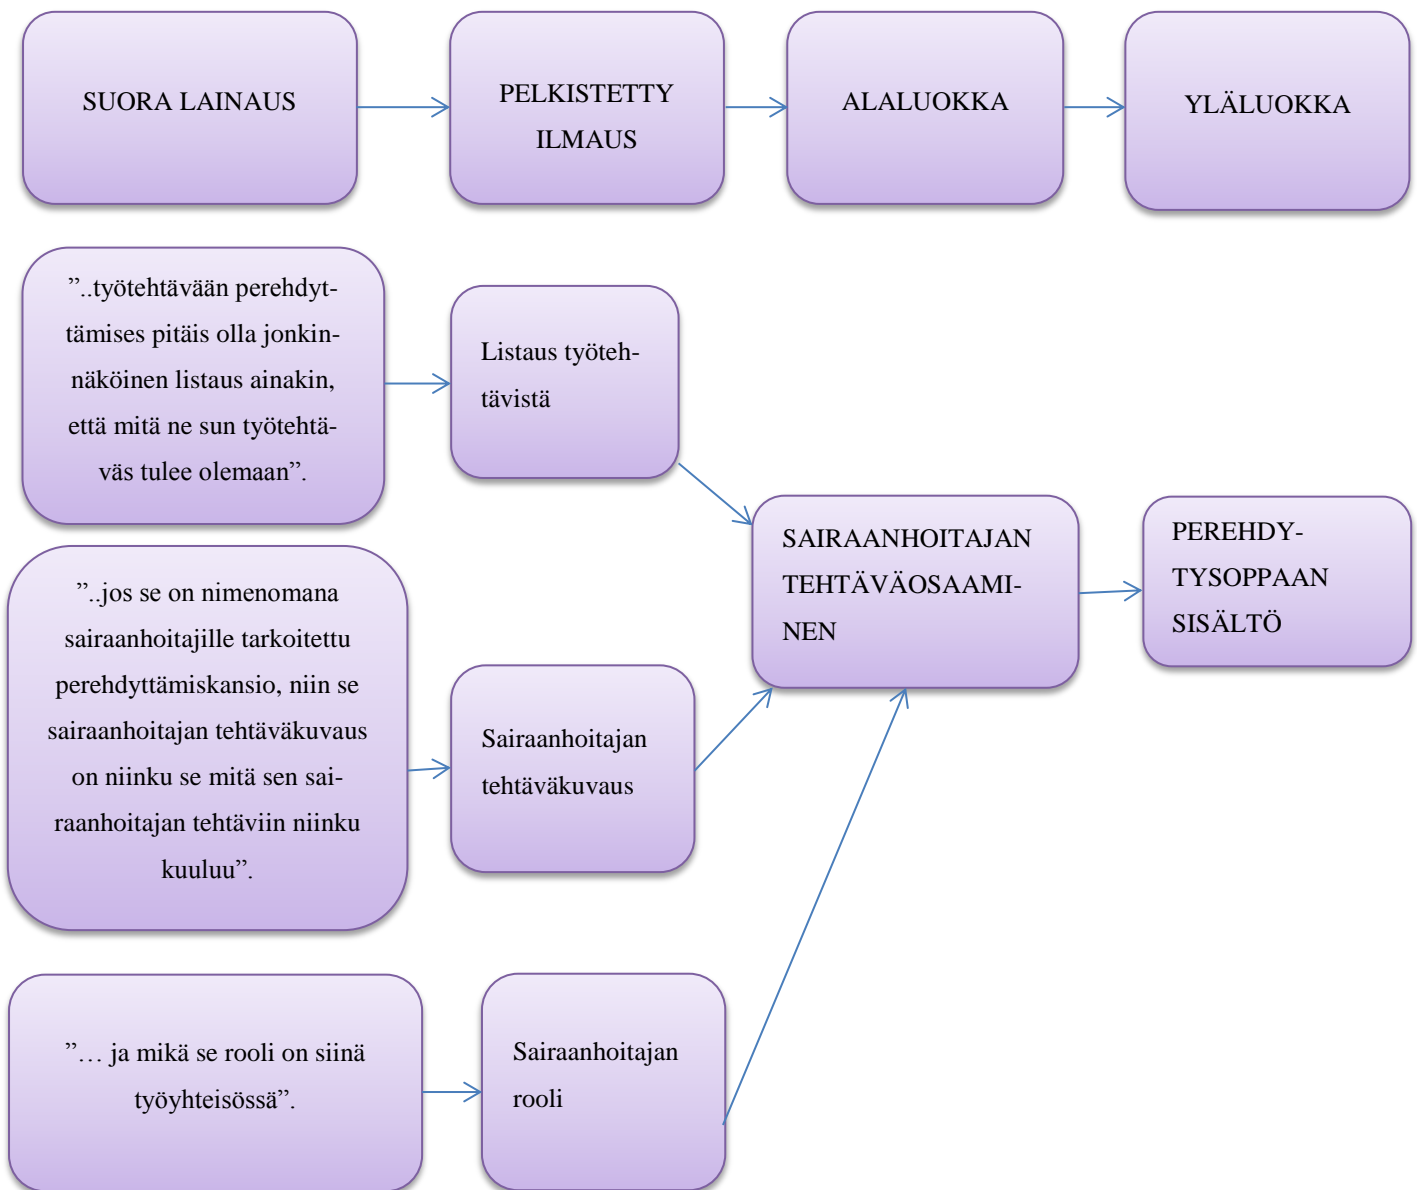 SUORA LAINAUS
PELKISTETTY
ILMAUS
ALALUOKKA
YLÄLUOKKA
”..työtehtävään perehdyt-
tämises pitäis olla jonkin-
näköinen listaus ainakin,
että mitä ne sun työtehtä-
väs tulee olemaan”.
Listaus työteh-
tävistä
”..jos se on nimenomana
sairaanhoitajille tarkoitettu
perehdyttämiskansio, niin se
sairaanhoitajan tehtäväkuvaus
on niinku se mitä sen sai-
raanhoitajan tehtäviin niinku
kuuluu”.
Sairaanhoitajan
tehtäväkuvaus
”… ja mikä se rooli on siinä
työyhteisössä”.
Sairaanhoitajan
rooli
SAIRAANHOITAJAN
TEHTÄVÄOSAAMI-
NEN
PEREHDY-
TYSOPPAAN
SISÄLTÖ